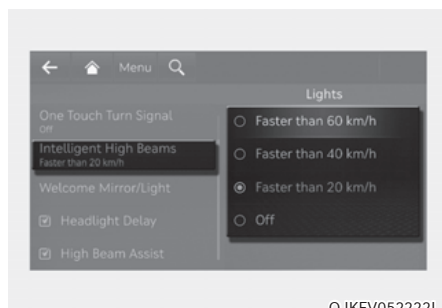 Menu
Lights
One Touch Turn Signal
Off
Intelligent High Beams
Faster than 20 km/h
Welcome Mirror/Light
Headlight Delay
High Beam Assist
Faster than 60 km/h
Faster than 40 km/h
Faster than 20 km/h
Off